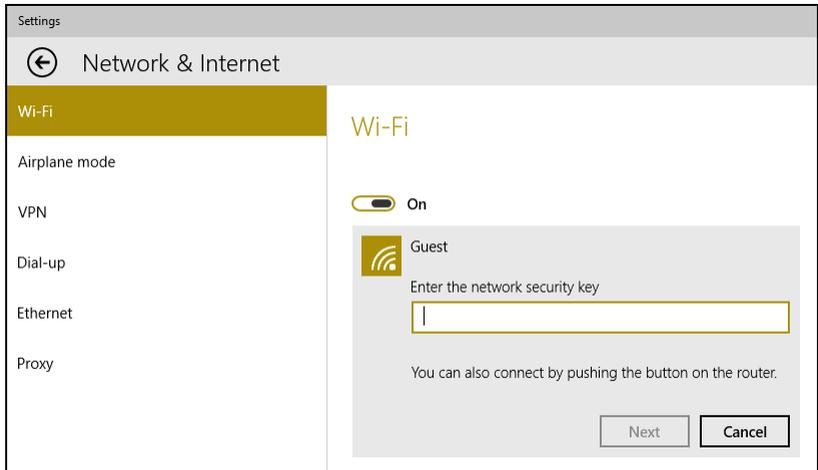 Settings
Network & Internet
Wi-Fi
Airplane mode
VPN
Dial-up
Ethernet
Proxy
Wi-Fi
On
Guest
Enter the network security key
You can also connect by pushing the button on the router.
Next
Cancel